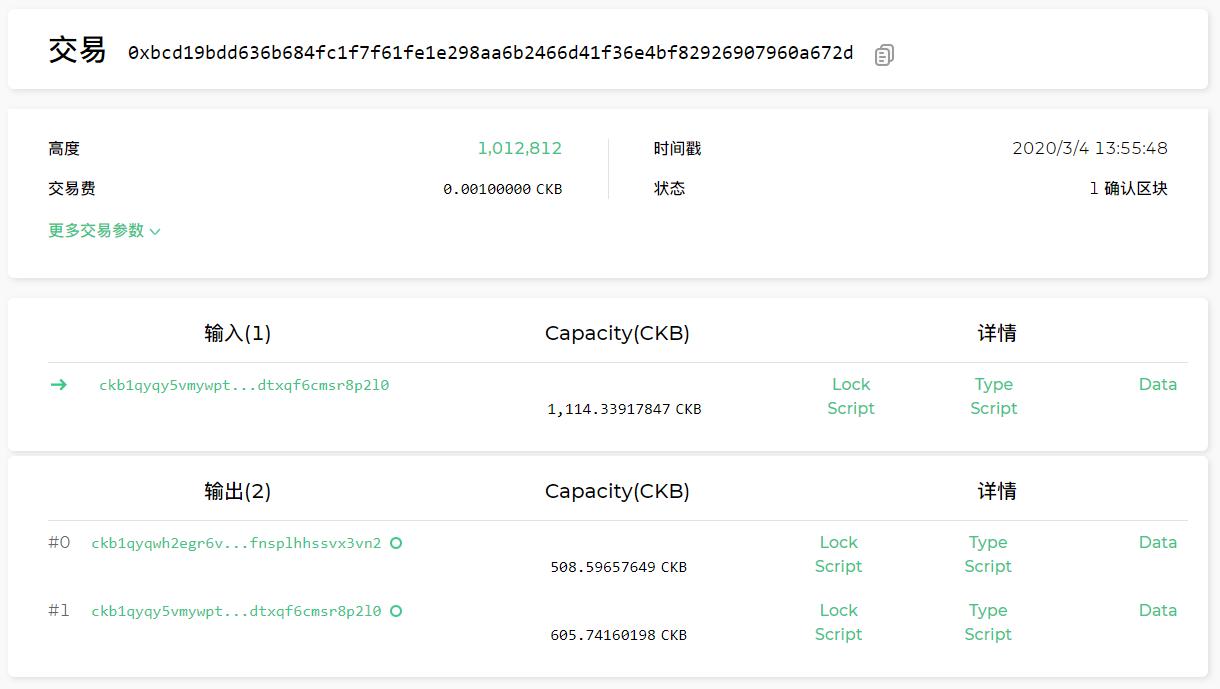 交易 0xbcd19bdd636b684fc1f7f61fe1e298aa6b2466d41f36e4bf82926907960a672d
高度 1,012,812 时间戳 2020/3/4 13:55:48
交易费 0.00100000 CKB 状态 1 确认区块
更多交易参数
输入(1) Capacity(CKB) 详情
ckb1qyqy5vmywpt...dtxqf6cmsr8p2l0 1,114.33917847 CKB Lock Script Type Script Data
输出(2) Capacity(CKB) 详情
#0 ckb1qyqwh2egr6v...fnsplhhssvx3vn2 508.59657649 CKB Lock Script Type Script Data
#1 ckb1qyqy5vmywpt...dtxqf6cmsr8p2l0 605.74160198 CKB Lock Script Type Script Data